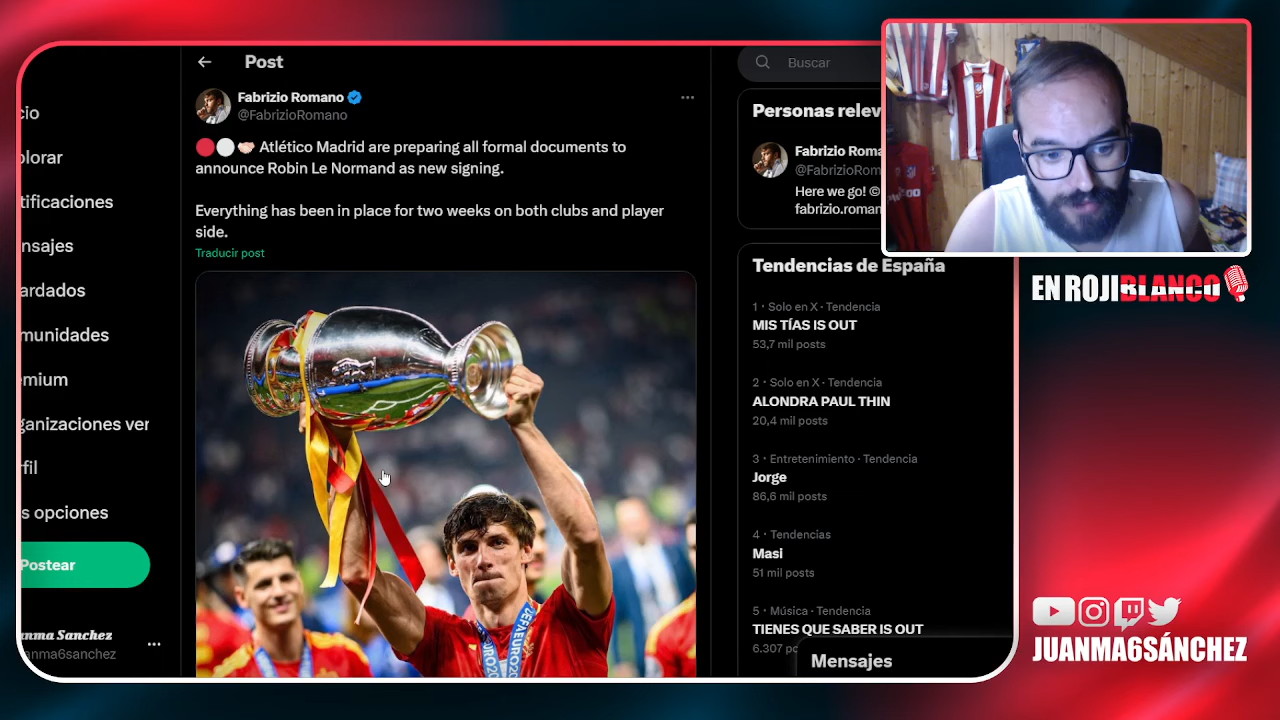 Post
Buscar
cio
olorar
tificaciones
nsajes
ardados
munidades
emium
ganizaciones ver
fil
s opciones
Postear
nma Sanchez
anma6sanchez
Fabrizio Romano
@FabrizioRomano
Atlético Madrid are preparing all formal documents to
announce Robin Le Normand as new signing.
Everything has been in place for two weeks on both clubs and player
side.
Traducir post
Personas relev
Fabrizio Roma
@FabrizioRom
Here we go! ©
fabrizio.roman
Tendencias de España
1 · Solo en X · Tendencia
MIS TÍAS IS OUT
53,7 mil posts
2 · Solo en X · Tendencia
ALONDRA PAUL THIN
20,4 mil posts
3 · Entretenimiento · Tendencia
Jorge
86,6 mil posts
4 · Tendencias
Masi
51 mil posts
5 · Música · Tendencia
TIENES QUE SABER IS OUT
6.307 po
Mensajes
EN ROJIBLANCO
JUANMA6SÁNCHEZ